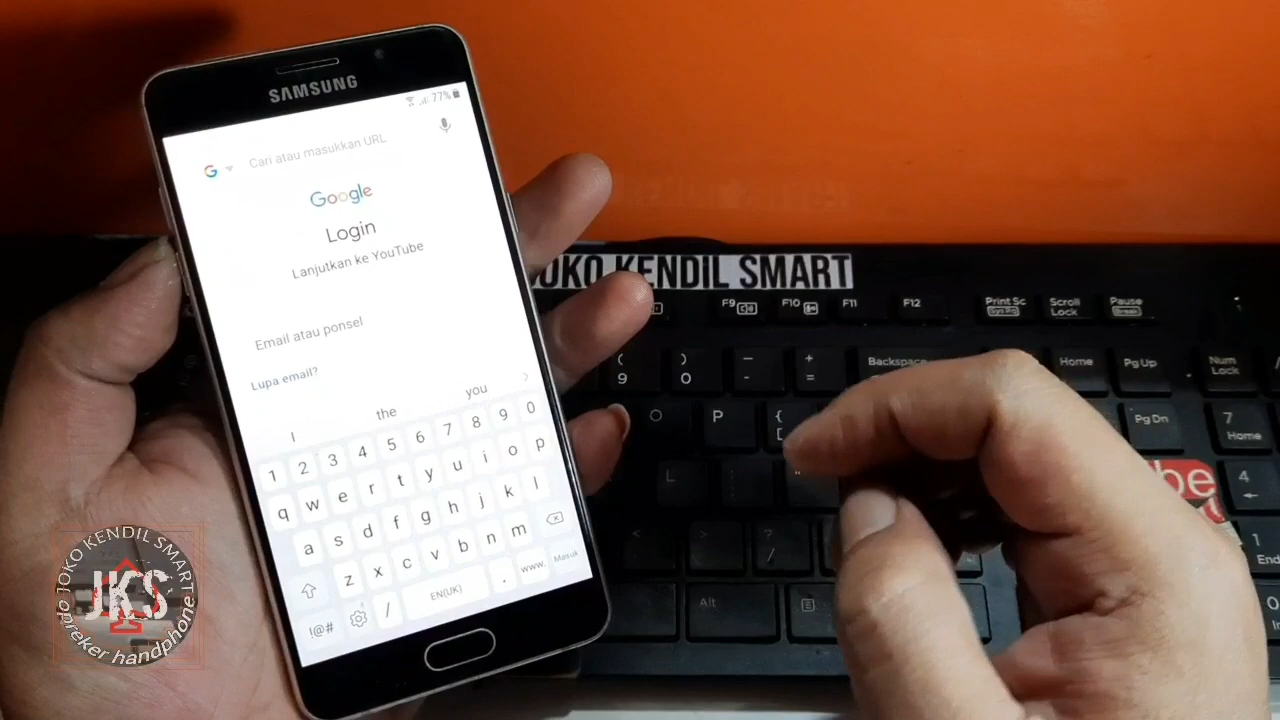 SAMSUNG
77%
Cari atau masukkan URL
Google
Login
Lanjutkan ke YouTube
Email atau ponsel
Lupa email?
I the you
1 2 3 4 5 6 7 8 9 0
q w e r t y u i o p
a s d f g h j k l
z x c v b n m
!@# / EN(UK) . www. Masuk
JOKO KENDIL SMART
F9 F10 F11 F12 Print Sc Scroll Lock Pause
SysRq Break
( ) - +
9 0 - =
Backspace Home Pg Up Num Lock
O P { [ Pg Dn 7 Home
L " be 4
< > ? / 1 End
Alt 0
JOKO KENDIL SMART
JKS
opreker handphone